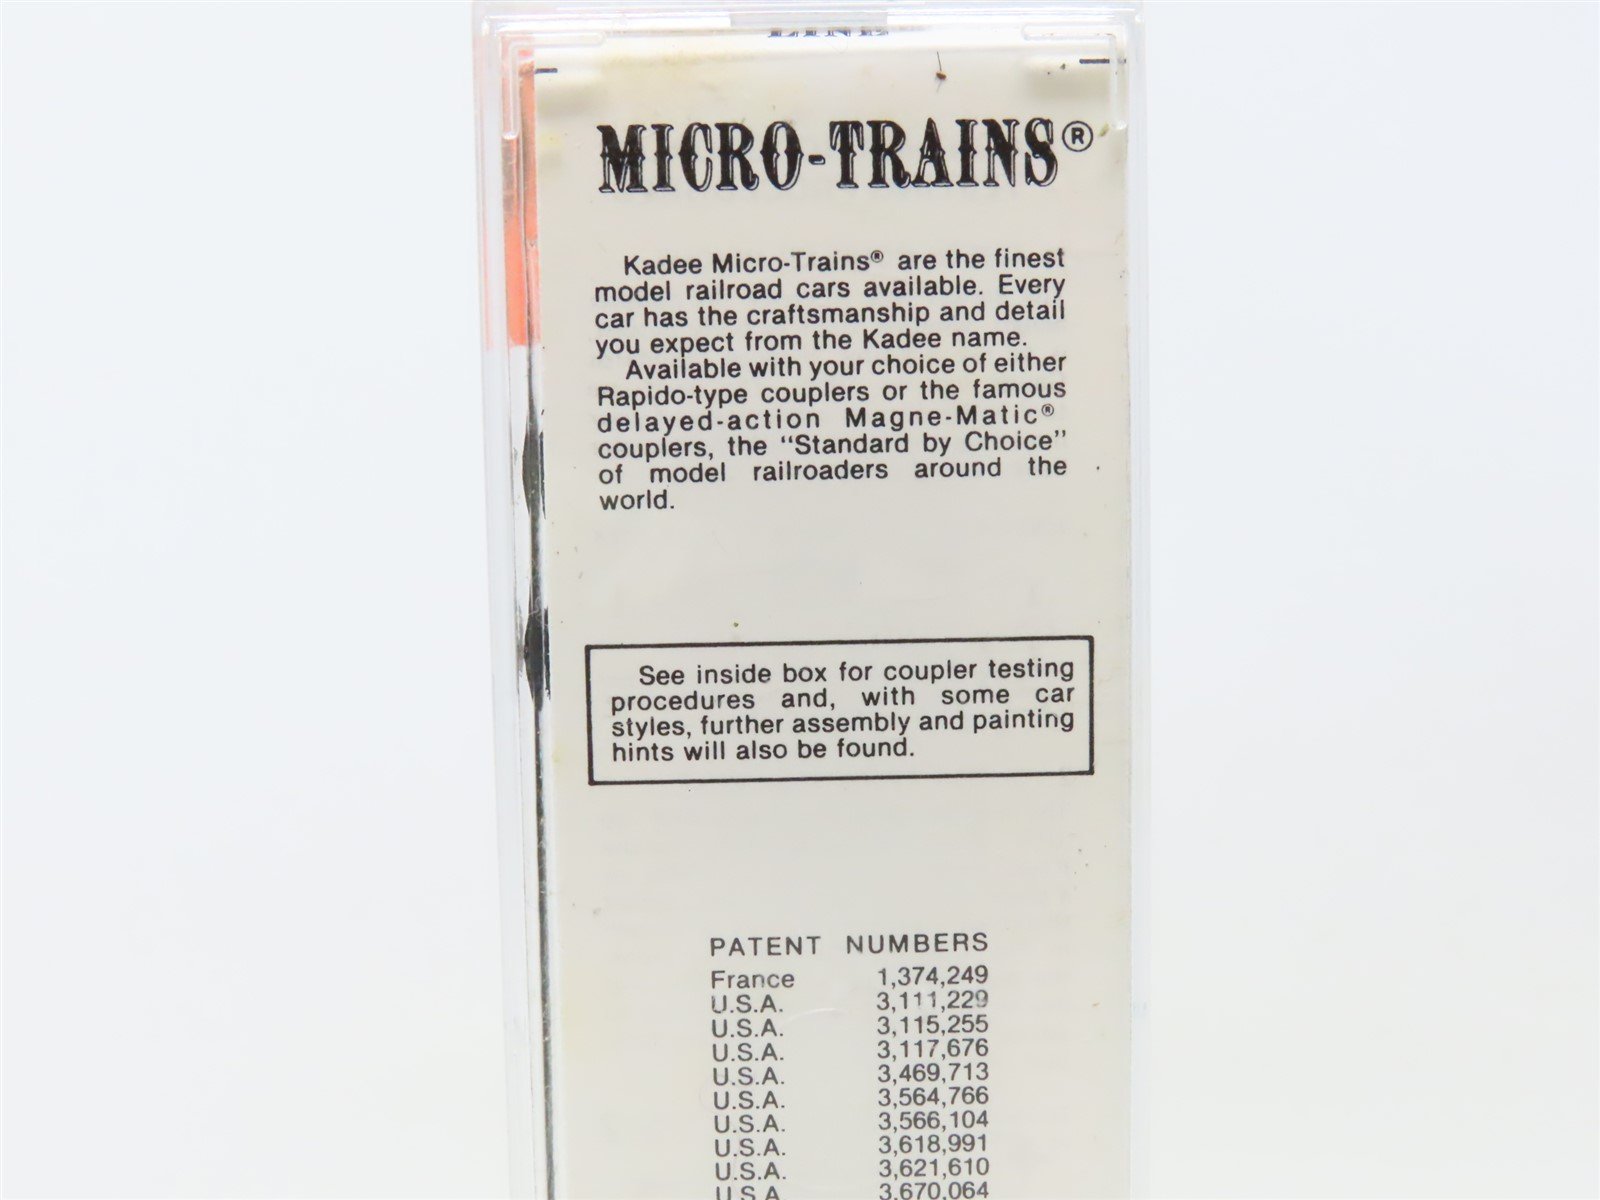 LINE
MICRO-TRAINS®
Kadee Micro-Trains® are the finest
model railroad cars available. Every
car has the craftsmanship and detail
you expect from the Kadee name.
Available with your choice of either
Rapido-type couplers or the famous
delayed-action Magne-Matic®
couplers, the "Standard by Choice"
of model railroaders around the
world.
See inside box for coupler testing
procedures and, with some car
styles, further assembly and painting
hints will also be found.
PATENT NUMBERS
France 1,374,249
U.S.A. 3,111,229
U.S.A. 3,115,255
U.S.A. 3,117,676
U.S.A. 3,469,713
U.S.A. 3,564,766
U.S.A. 3,566,104
U.S.A. 3,618,991
U.S.A. 3,621,610
U.S.A. 3,670,064